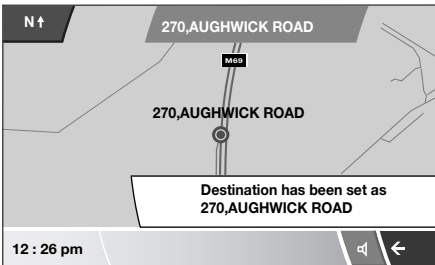 N
270,AUGHWICK ROAD
M69
270,AUGHWICK ROAD
Destination has been set as
270,AUGHWICK ROAD
12 : 26 pm